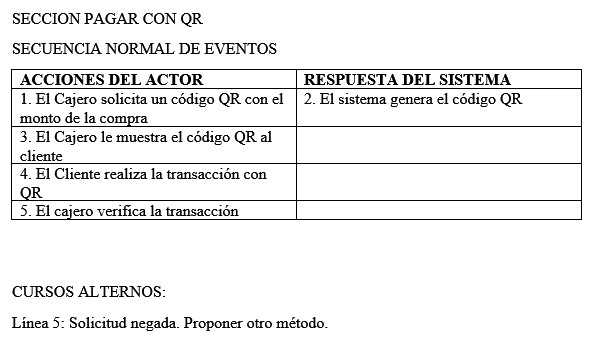 SECCION PAGAR CON QR
SECUENCIA NORMAL DE EVENTOS
ACCIONES DEL ACTOR
RESPUESTA DEL SISTEMA
1. El Cajero solicita un código QR con el
monto de la compra
2. El sistema genera el código QR
3. El Cajero le muestra el código QR al
cliente
4. El Cliente realiza la transacción con
QR
5. El cajero verifica la transacción
CURSOS ALTERNOS:
Línea 5: Solicitud negada. Proponer otro método.